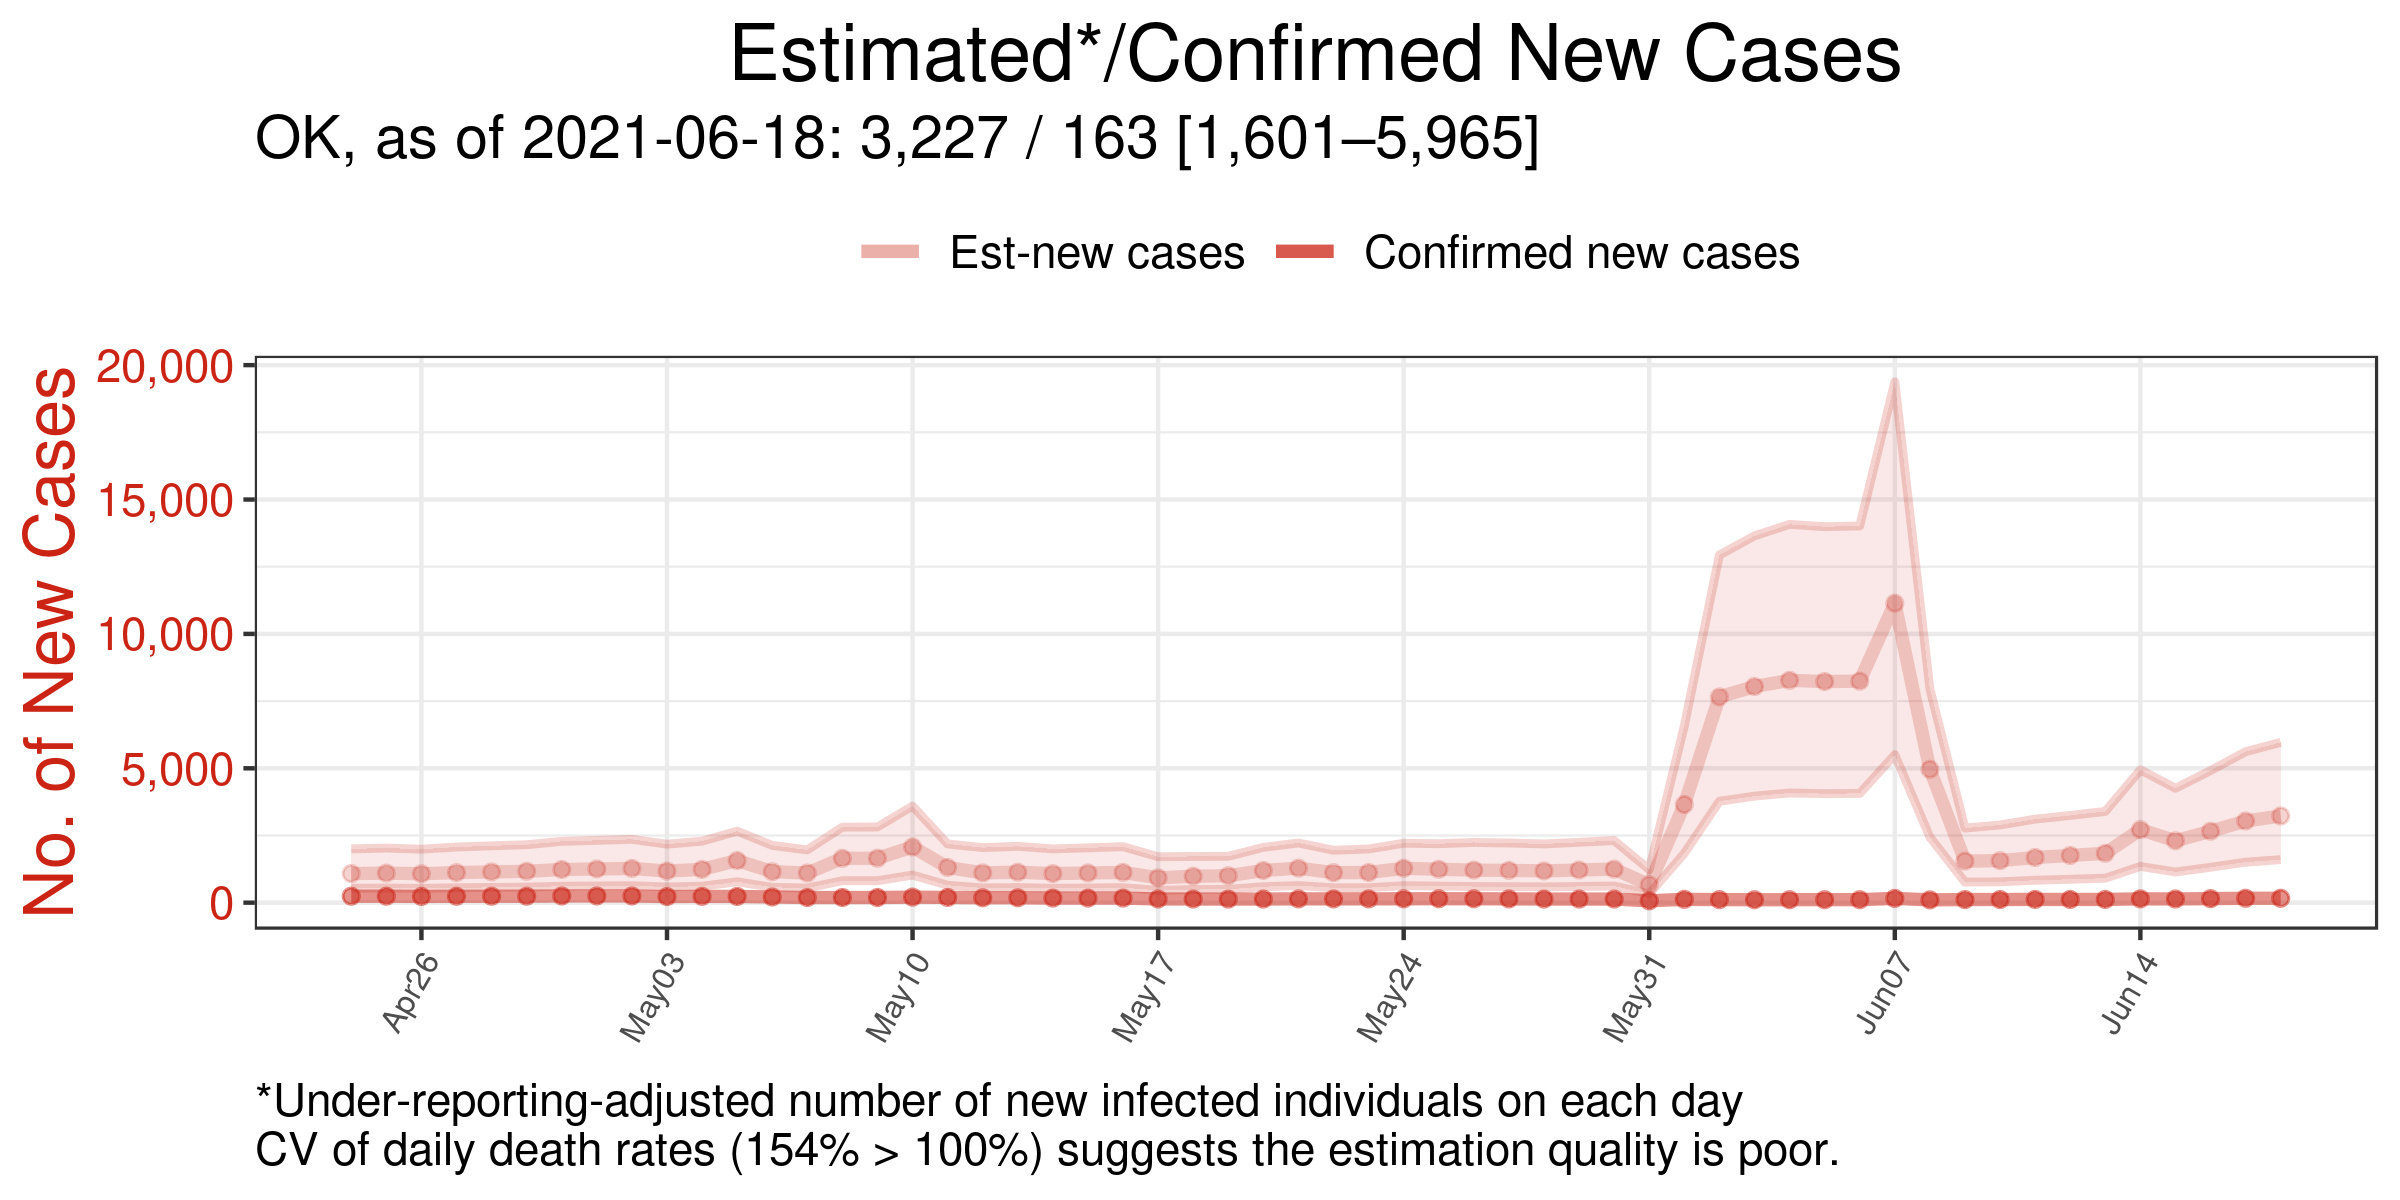 Estimated*/Confirmed New Cases
OK, as of 2021-06-18: 3,227 / 163 [1,601–5,965]
Est-new cases
Confirmed new cases
No. of New Cases
20,000
15,000
10,000
5,000
0
Apr26
May03
May10
May17
May24
May31
Jun07
Jun14
*Under-reporting-adjusted number of new infected individuals on each day
CV of daily death rates (154% > 100%) suggests the estimation quality is poor.